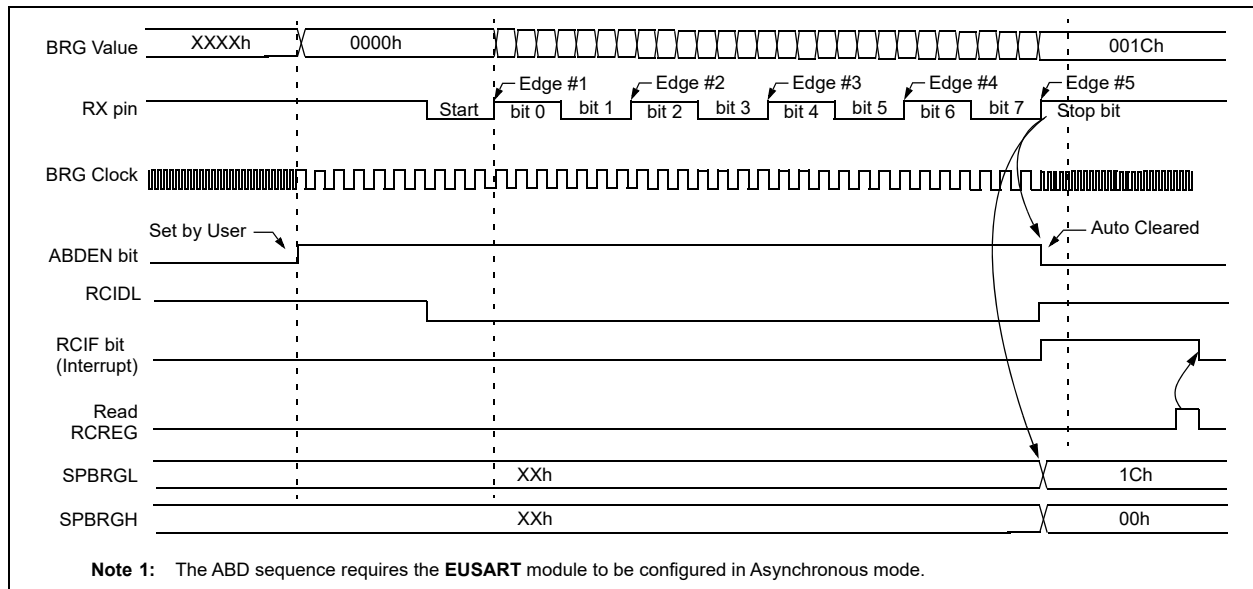 BRG Value XXXXh 0000h 001Ch
Edge #1 Edge #2 Edge #3 Edge #4 Edge #5
RX pin Start bit 0 bit 1 bit 2 bit 3 bit 4 bit 5 bit 6 bit 7 Stop bit
BRG Clock
Set by User Auto Cleared
ABDEN bit
RCIDL
RCIF bit
(Interrupt)
Read
RCREG
SPBRGL XXh 1Ch
SPBRGH XXh 00h
Note 1: The ABD sequence requires the EUSART module to be configured in Asynchronous mode.